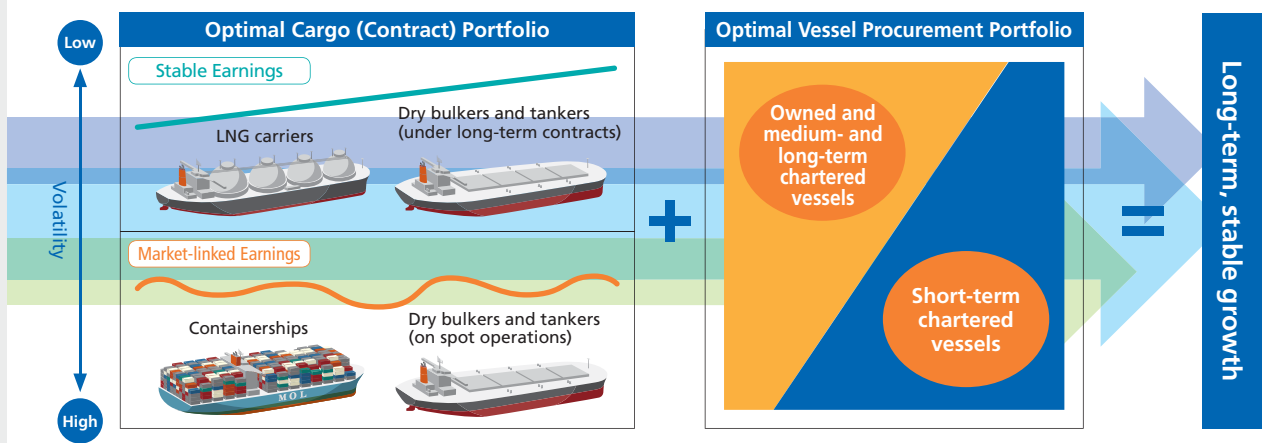 Low
Volatility
High
Optimal Cargo (Contract) Portfolio
Stable Earnings
LNG carriers
Dry bulkers and tankers
(under long-term contracts)
Market-linked Earnings
Containerships
MOL
Dry bulkers and tankers
(on spot operations)
+
Optimal Vessel Procurement Portfolio
Owned and
medium- and
long-term
chartered
vessels
Short-term
chartered
vessels
=
Long-term, stable growth